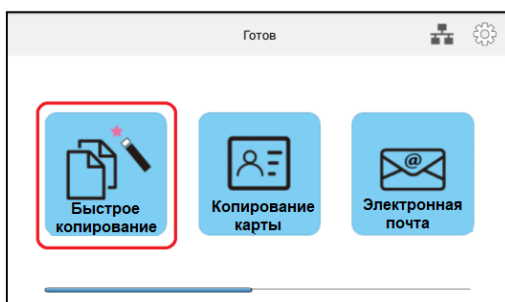 Готов
Быстрое
копирование
Копирование
карты
@
Электронная
почта